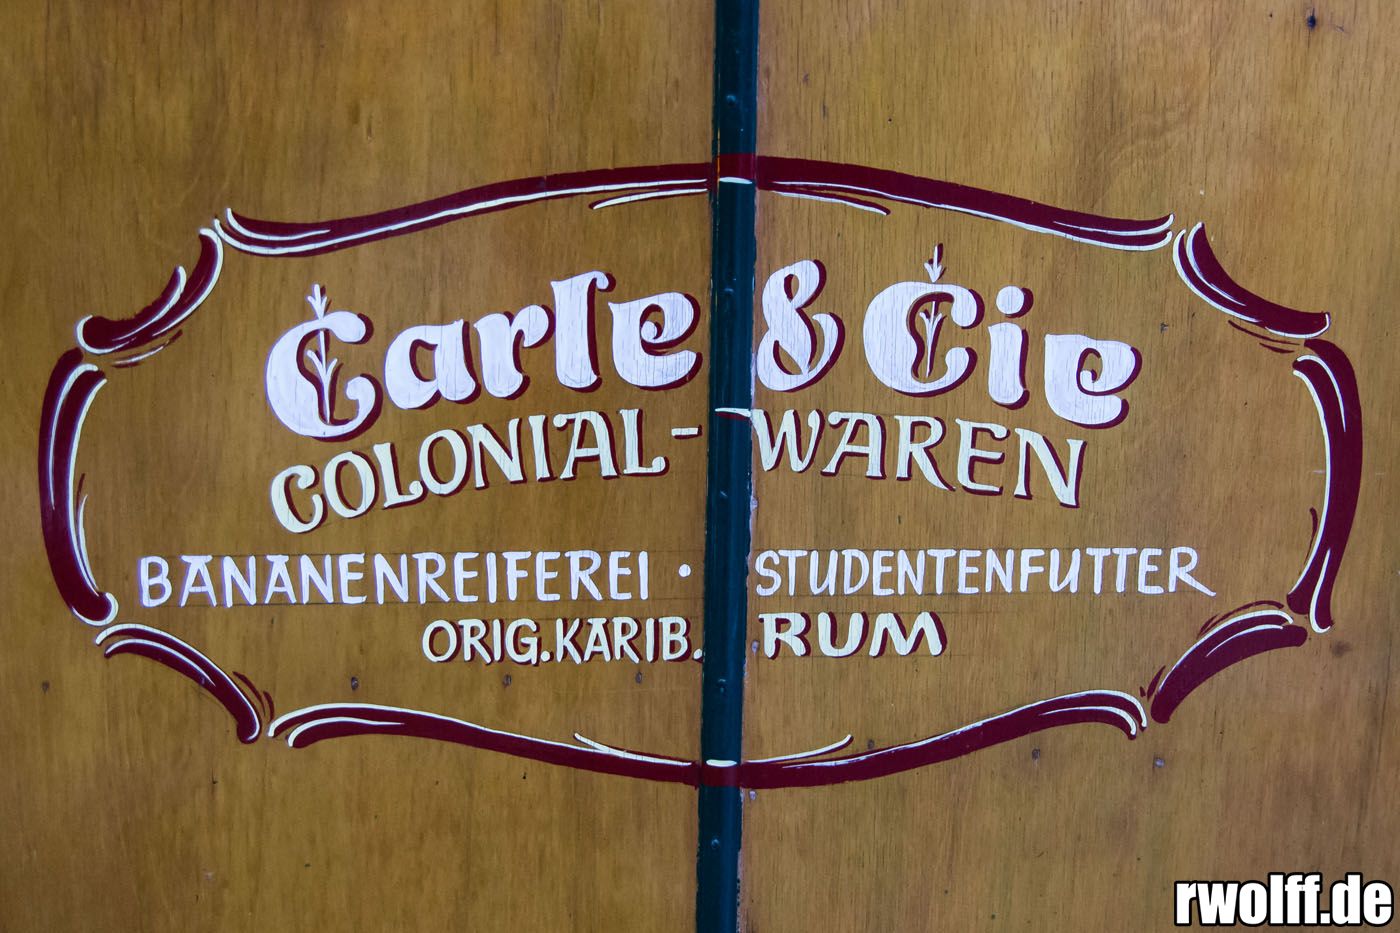 Carle & Cie
COLONIAL-WAREN
BANANENREIFEREI · STUDENTENFUTTER
ORIG. KARIB. RUM
rwolff.de